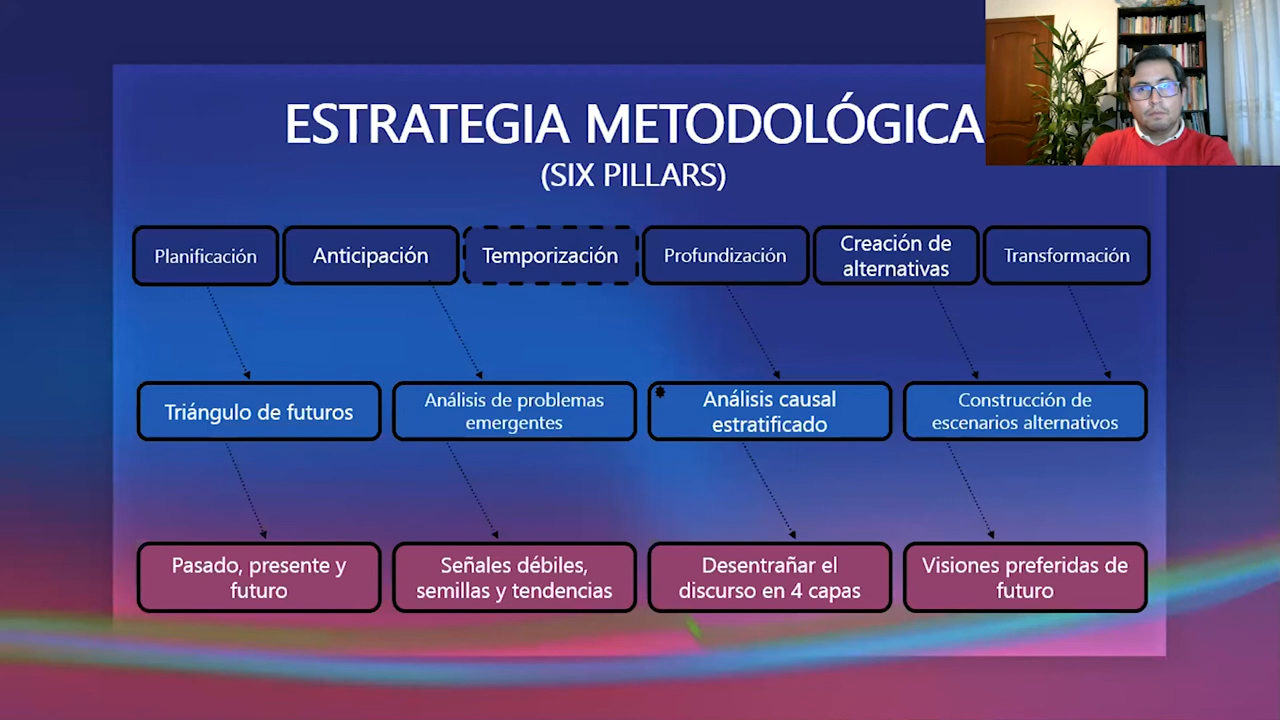 ESTRATEGIA METODOLÓGICA
(SIX PILLARS)
Planificación
Anticipación
Temporización
Profundización
Creación de
alternativas
Transformación
Triángulo de futuros
Análisis de problemas
emergentes
Análisis causal
estratificado
Construcción de
escenarios alternativos
Pasado, presente y
futuro
Señales débiles,
semillas y tendencias
Desentrañar el
discurso en 4 capas
Visiones preferidas de
futuro